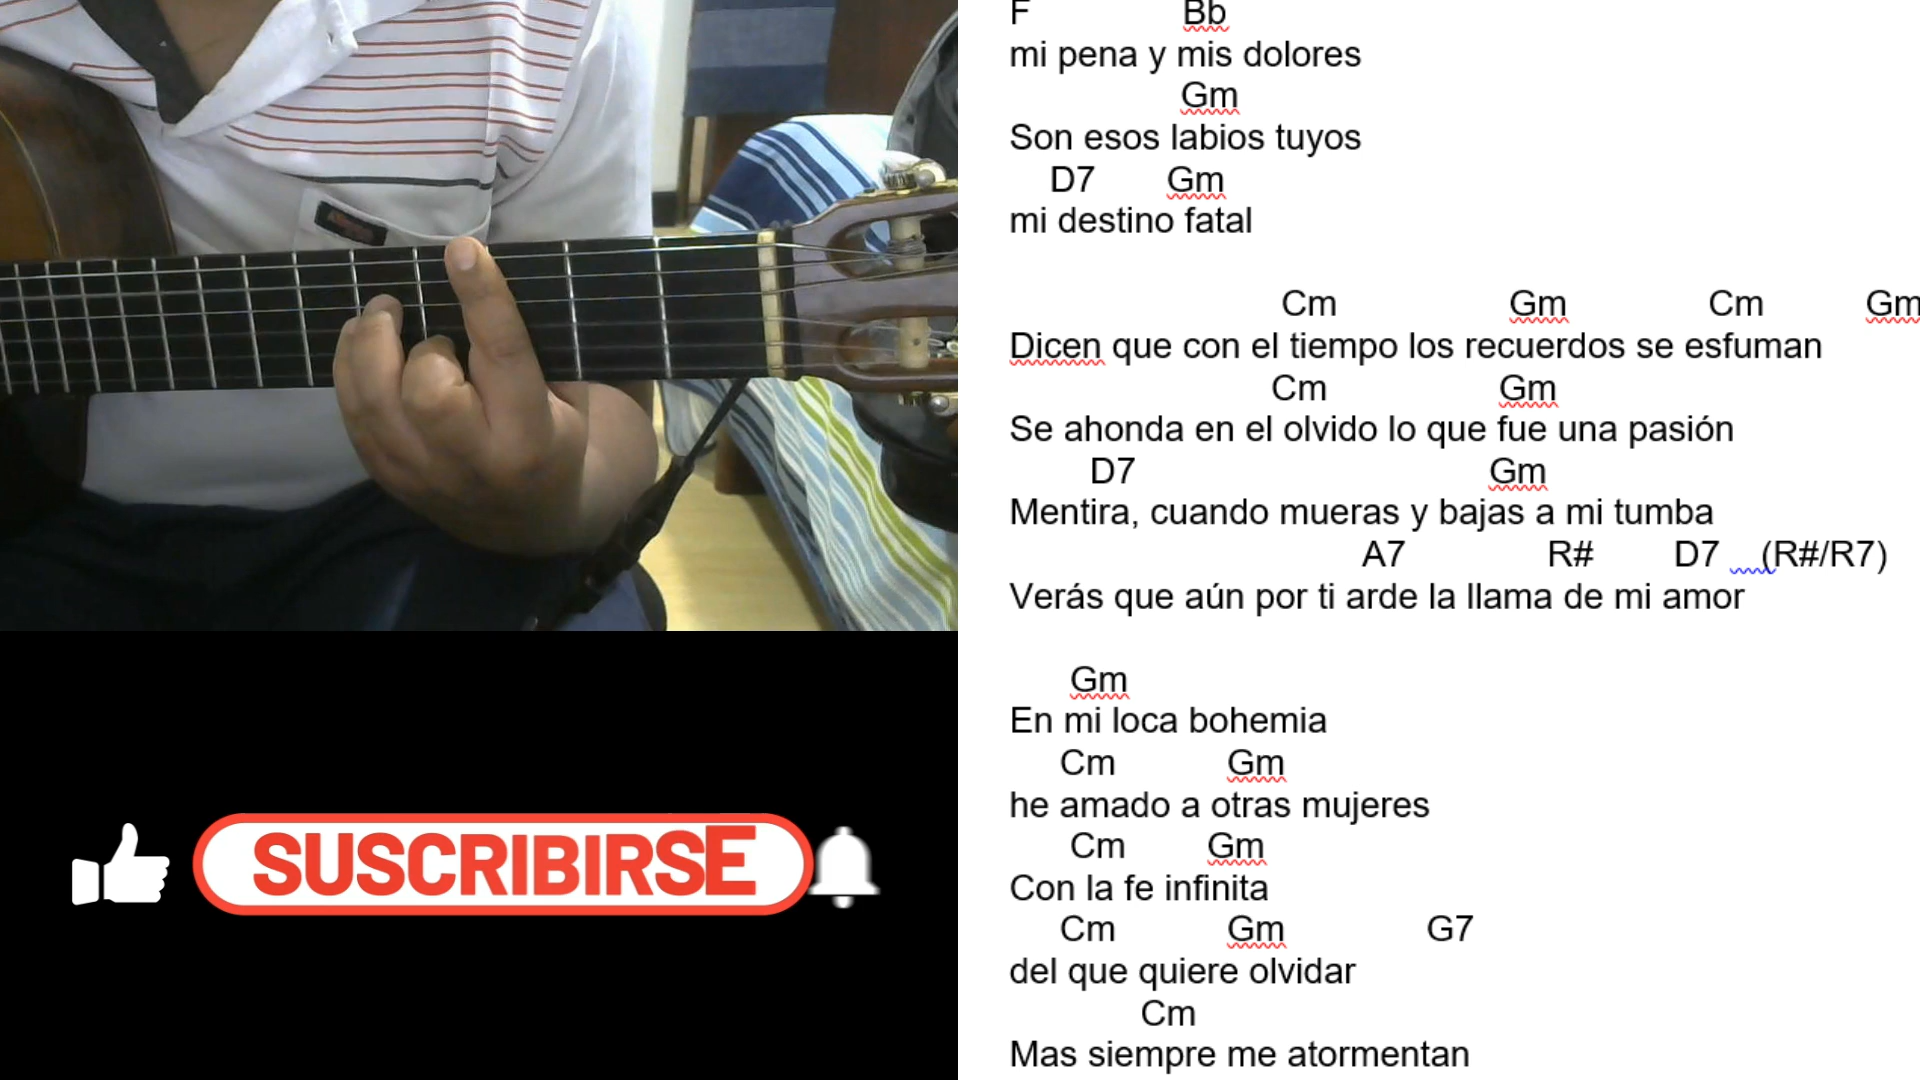 F Bb
mi pena y mis dolores
Gm
Son esos labios tuyos
D7 Gm
mi destino fatal
Cm Gm Cm Gm
Dicen que con el tiempo los recuerdos se esfuman
Cm Gm
Se ahonda en el olvido lo que fue una pasión
D7 Gm
Mentira, cuando mueras y bajas a mi tumba
A7 R# D7 (R#/R7)
Verás que aún por ti arde la llama de mi amor
Gm
En mi loca bohemia
Cm Gm
he amado a otras mujeres
Cm Gm
Con la fe infinita
Cm Gm G7
del que quiere olvidar
Cm
Mas siempre me atormentan
SUSCRIBIRSE